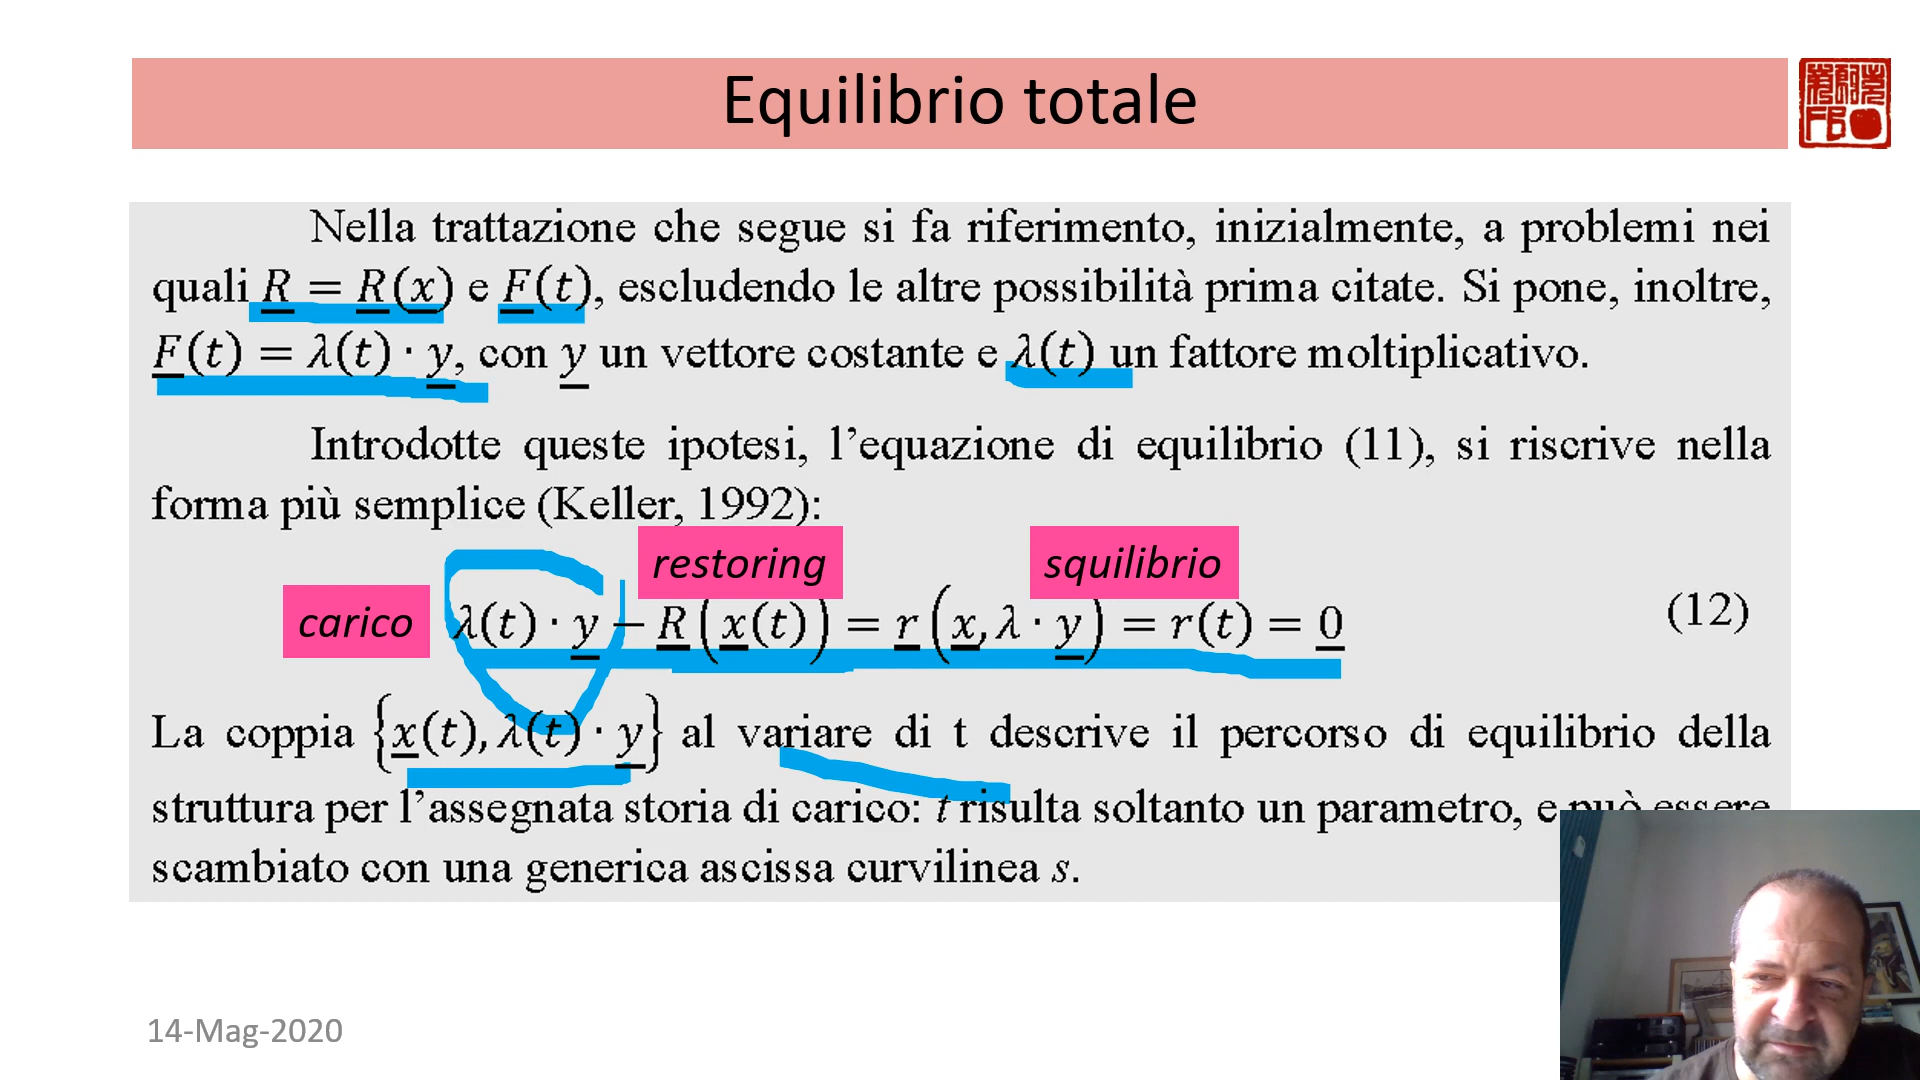 Equilibrio totale
FB
Nella trattazione che segue si fa riferimento, inizialmente, a problemi nei
quali R = R(x) e F(t), escludendo le altre possibilità prima citate. Si pone, inoltre,
F(t) = λ(t) · y, con y un vettore costante e λ(t) un fattore moltiplicativo.
Introdotte queste ipotesi, l’equazione di equilibrio (11), si riscrive nella
forma più semplice (Keller, 1992):
restoring squilibrio
carico λ(t) · y − R(x(t)) = r(x, λ · y) = r(t) = 0 (12)
La coppia {x(t), λ(t) · y} al variare di t descrive il percorso di equilibrio della
struttura per l’assegnata storia di carico: t risulta soltanto un parametro, e può essere
scambiato con una generica ascissa curvilinea s.
14-Mag-2020